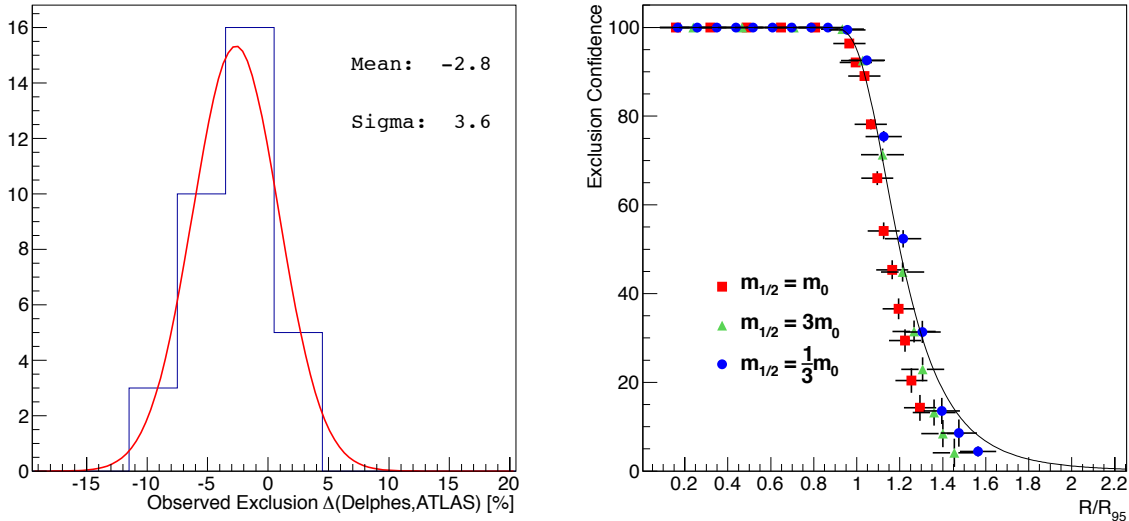 16
14
12
10
8
6
4
2
0
Mean: -2.8
Sigma: 3.6
-15 -10 -5 0 5 10 15 20
Observed Exclusion Δ(Delphes,ATLAS) [%]
Exclusion Confidence
100
80
60
40
20
0
m1/2 = m0
m1/2 = 3m0
m1/2 = 1/3 m0
0.2 0.4 0.6 0.8 1 1.2 1.4 1.6 1.8 2 2.2
R/R95